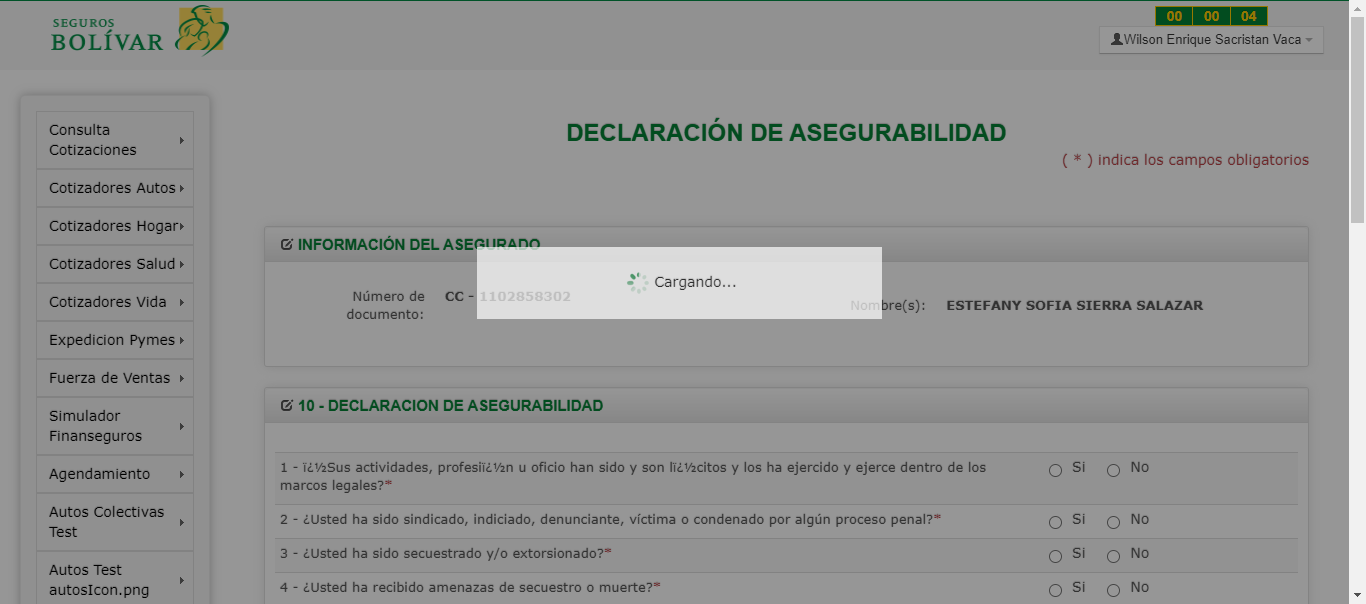 SEGUROS
BOLÍVAR
00 00 04
Wilson Enrique Sacristan Vaca
Consulta
Cotizaciones
Cotizadores Autos
Cotizadores Hogar
Cotizadores Salud
Cotizadores Vida
Expedicion Pymes
Fuerza de Ventas
Simulador
Finanseguros
Agendamiento
Autos Colectivas
Test
Autos Test
autosIcon.png
DECLARACIÓN DE ASEGURABILIDAD
( * ) indica los campos obligatorios
INFORMACIÓN DEL ASEGURADO
Cargando...
Número de
documento:
CC - 1102858302
Nombre(s): ESTEFANY SOFIA SIERRA SALAZAR
10 - DECLARACION DE ASEGURABILIDAD
1 - ï¿½Sus actividades, profesiï¿½n u oficio han sido y son lï¿½citos y los ha ejercido y ejerce dentro de los
marcos legales?*
Si No
2 - ¿Usted ha sido sindicado, indiciado, denunciante, víctima o condenado por algún proceso penal?* Si No
3 - ¿Usted ha sido secuestrado y/o extorsionado?* Si No
4 - ¿Usted ha recibido amenazas de secuestro o muerte?* Si No